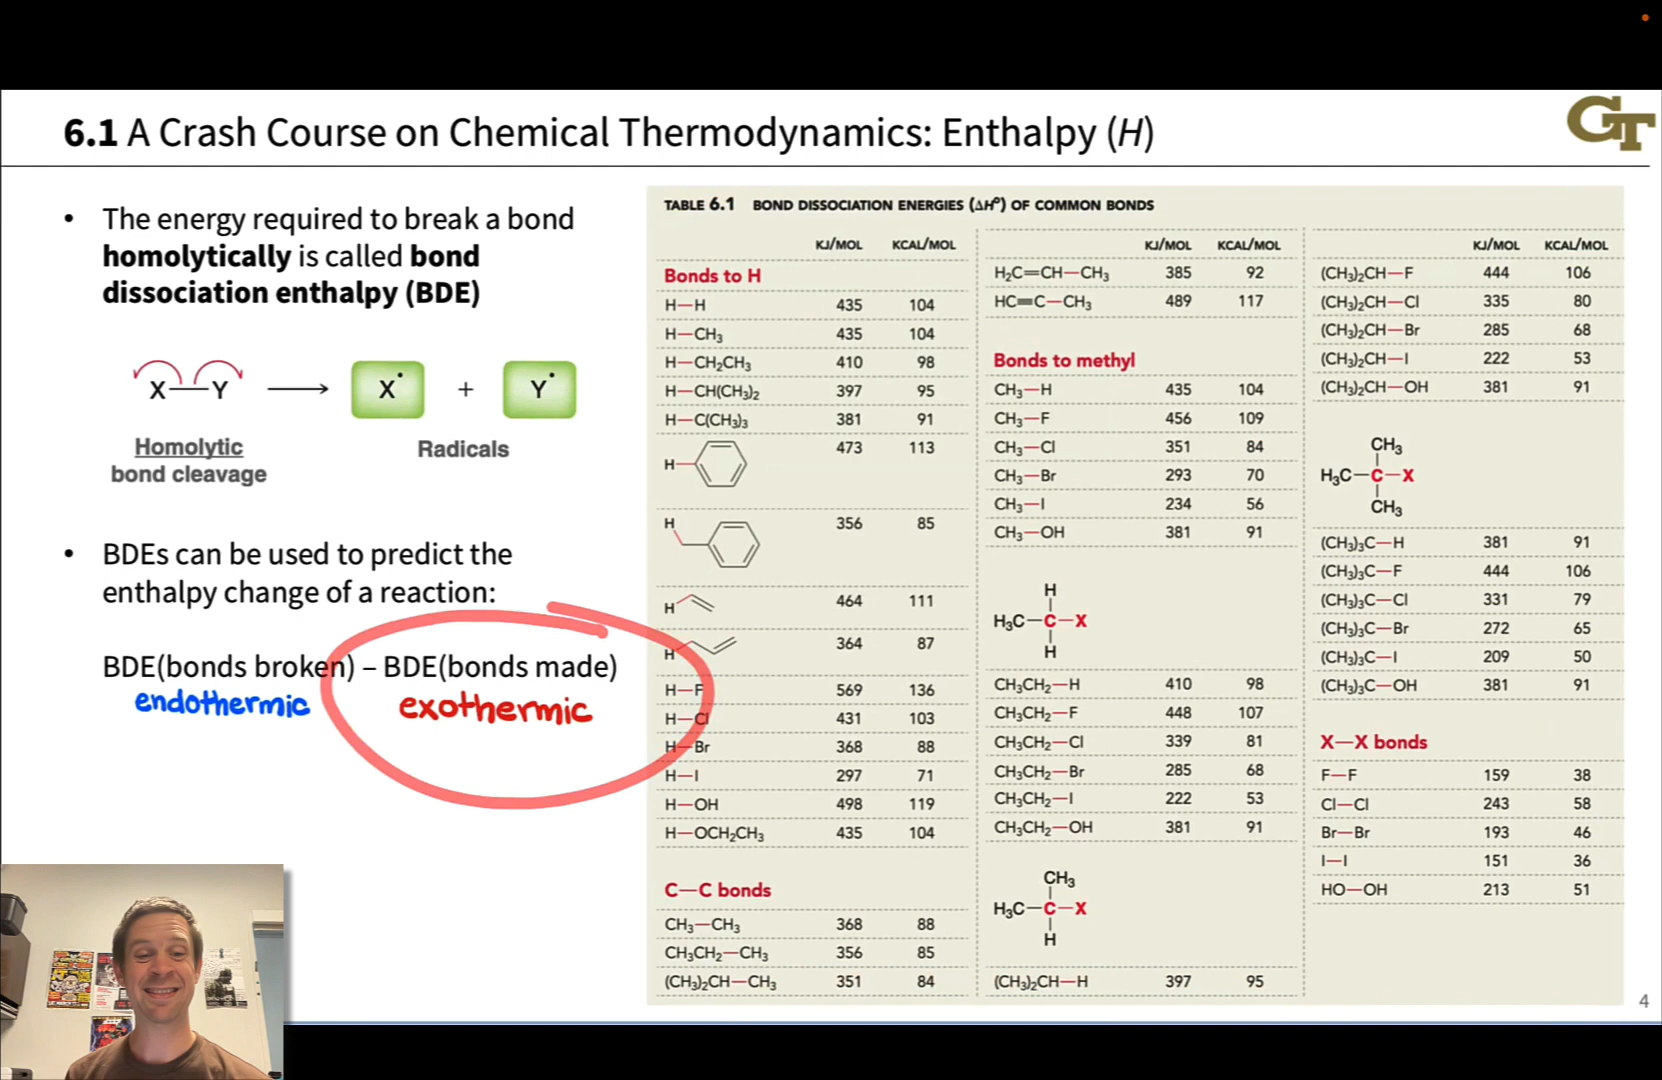 6.1 A Crash Course on Chemical Thermodynamics: Enthalpy (H)
GT
• The energy required to break a bond
homolytically is called bond
dissociation enthalpy (BDE)
X—Y → X• + Y•
Homolytic
bond cleavage
Radicals
• BDEs can be used to predict the
enthalpy change of a reaction:
BDE(bonds broken) – BDE(bonds made)
endothermic exothermic
TABLE 6.1 BOND DISSOCIATION ENERGIES (ΔH°) OF COMMON BONDS
KJ/MOL KCAL/MOL
Bonds to H
H—H 435 104
H—CH₃ 435 104
H—CH₂CH₃ 410 98
H—CH(CH₃)₂ 397 95
H—C(CH₃)₃ 381 91
H— 473 113
H 356 85
H 464 111
H 364 87
H—F 569 136
H—Cl 431 103
H—Br 368 88
H—I 297 71
H—OH 498 119
H—OCH₂CH₃ 435 104
C—C bonds
CH₃—CH₃ 368 88
CH₃CH₂—CH₃ 356 85
(CH₃)₂CH—CH₃ 351 84
KJ/MOL KCAL/MOL
H₂C=CH—CH₃ 385 92
HC≡C—CH₃ 489 117
Bonds to methyl
CH₃—H 435 104
CH₃—F 456 109
CH₃—Cl 351 84
CH₃—Br 293 70
CH₃—I 234 56
CH₃—OH 381 91
H
H₃C—C—X
H
CH₃CH₂—H 410 98
CH₃CH₂—F 448 107
CH₃CH₂—Cl 339 81
CH₃CH₂—Br 285 68
CH₃CH₂—I 222 53
CH₃CH₂—OH 381 91
CH₃
H₃C—C—X
H
(CH₃)₂CH—H 397 95
KJ/MOL KCAL/MOL
(CH₃)₂CH—F 444 106
(CH₃)₂CH—Cl 335 80
(CH₃)₂CH—Br 285 68
(CH₃)₂CH—I 222 53
(CH₃)₂CH—OH 381 91
CH₃
H₃C—C—X
CH₃
(CH₃)₃C—H 381 91
(CH₃)₃C—F 444 106
(CH₃)₃C—Cl 331 79
(CH₃)₃C—Br 272 65
(CH₃)₃C—I 209 50
(CH₃)₃C—OH 381 91
X—X bonds
F—F 159 38
Cl—Cl 243 58
Br—Br 193 46
I—I 151 36
HO—OH 213 51
4